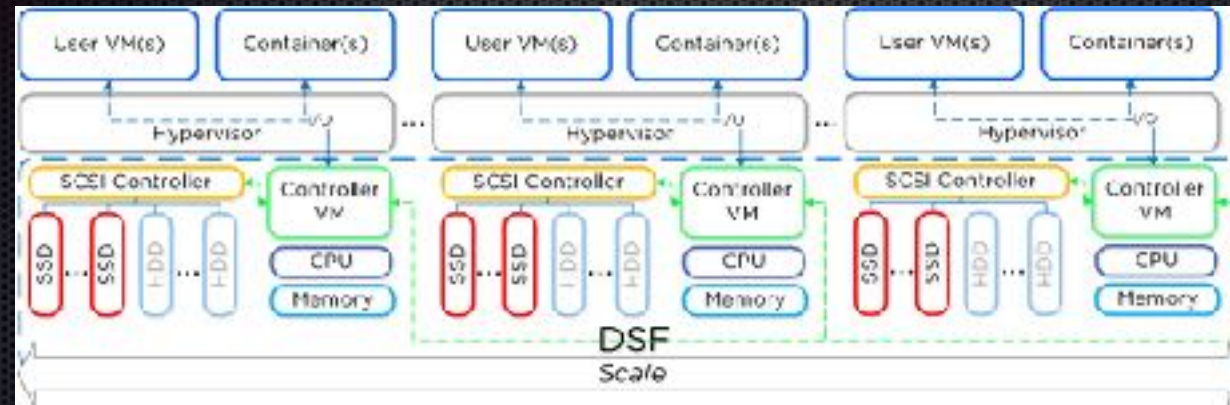 User VM(s) Container(s) User VM(s) Container(s) User VM(s) Container(s)
I/O I/O I/O
Hypervisor ... Hypervisor ... Hypervisor
SCSI Controller Controller VM SCSI Controller Controller VM SCSI Controller Controller VM
SSD ... SSD HDD ... HDD CPU SSD ... SSD HDD ... HDD CPU SSD ... SSD HDD ... HDD CPU
Memory Memory Memory
DSF
Scale